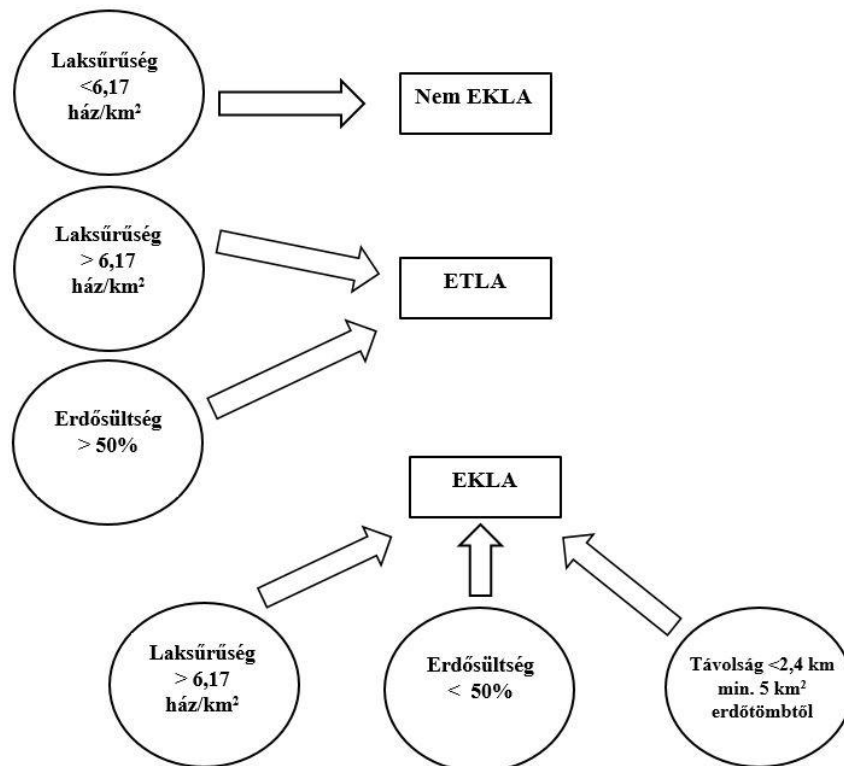 Laksűrűség
<6,17
ház/km²
Nem EKLA
Laksűrűség
> 6,17
ház/km²
ETLA
Erdősültség
> 50%
EKLA
Laksűrűség
> 6,17
ház/km²
Erdősültség
< 50%
Távolság <2,4 km
min. 5 km²
erdőtömbtől